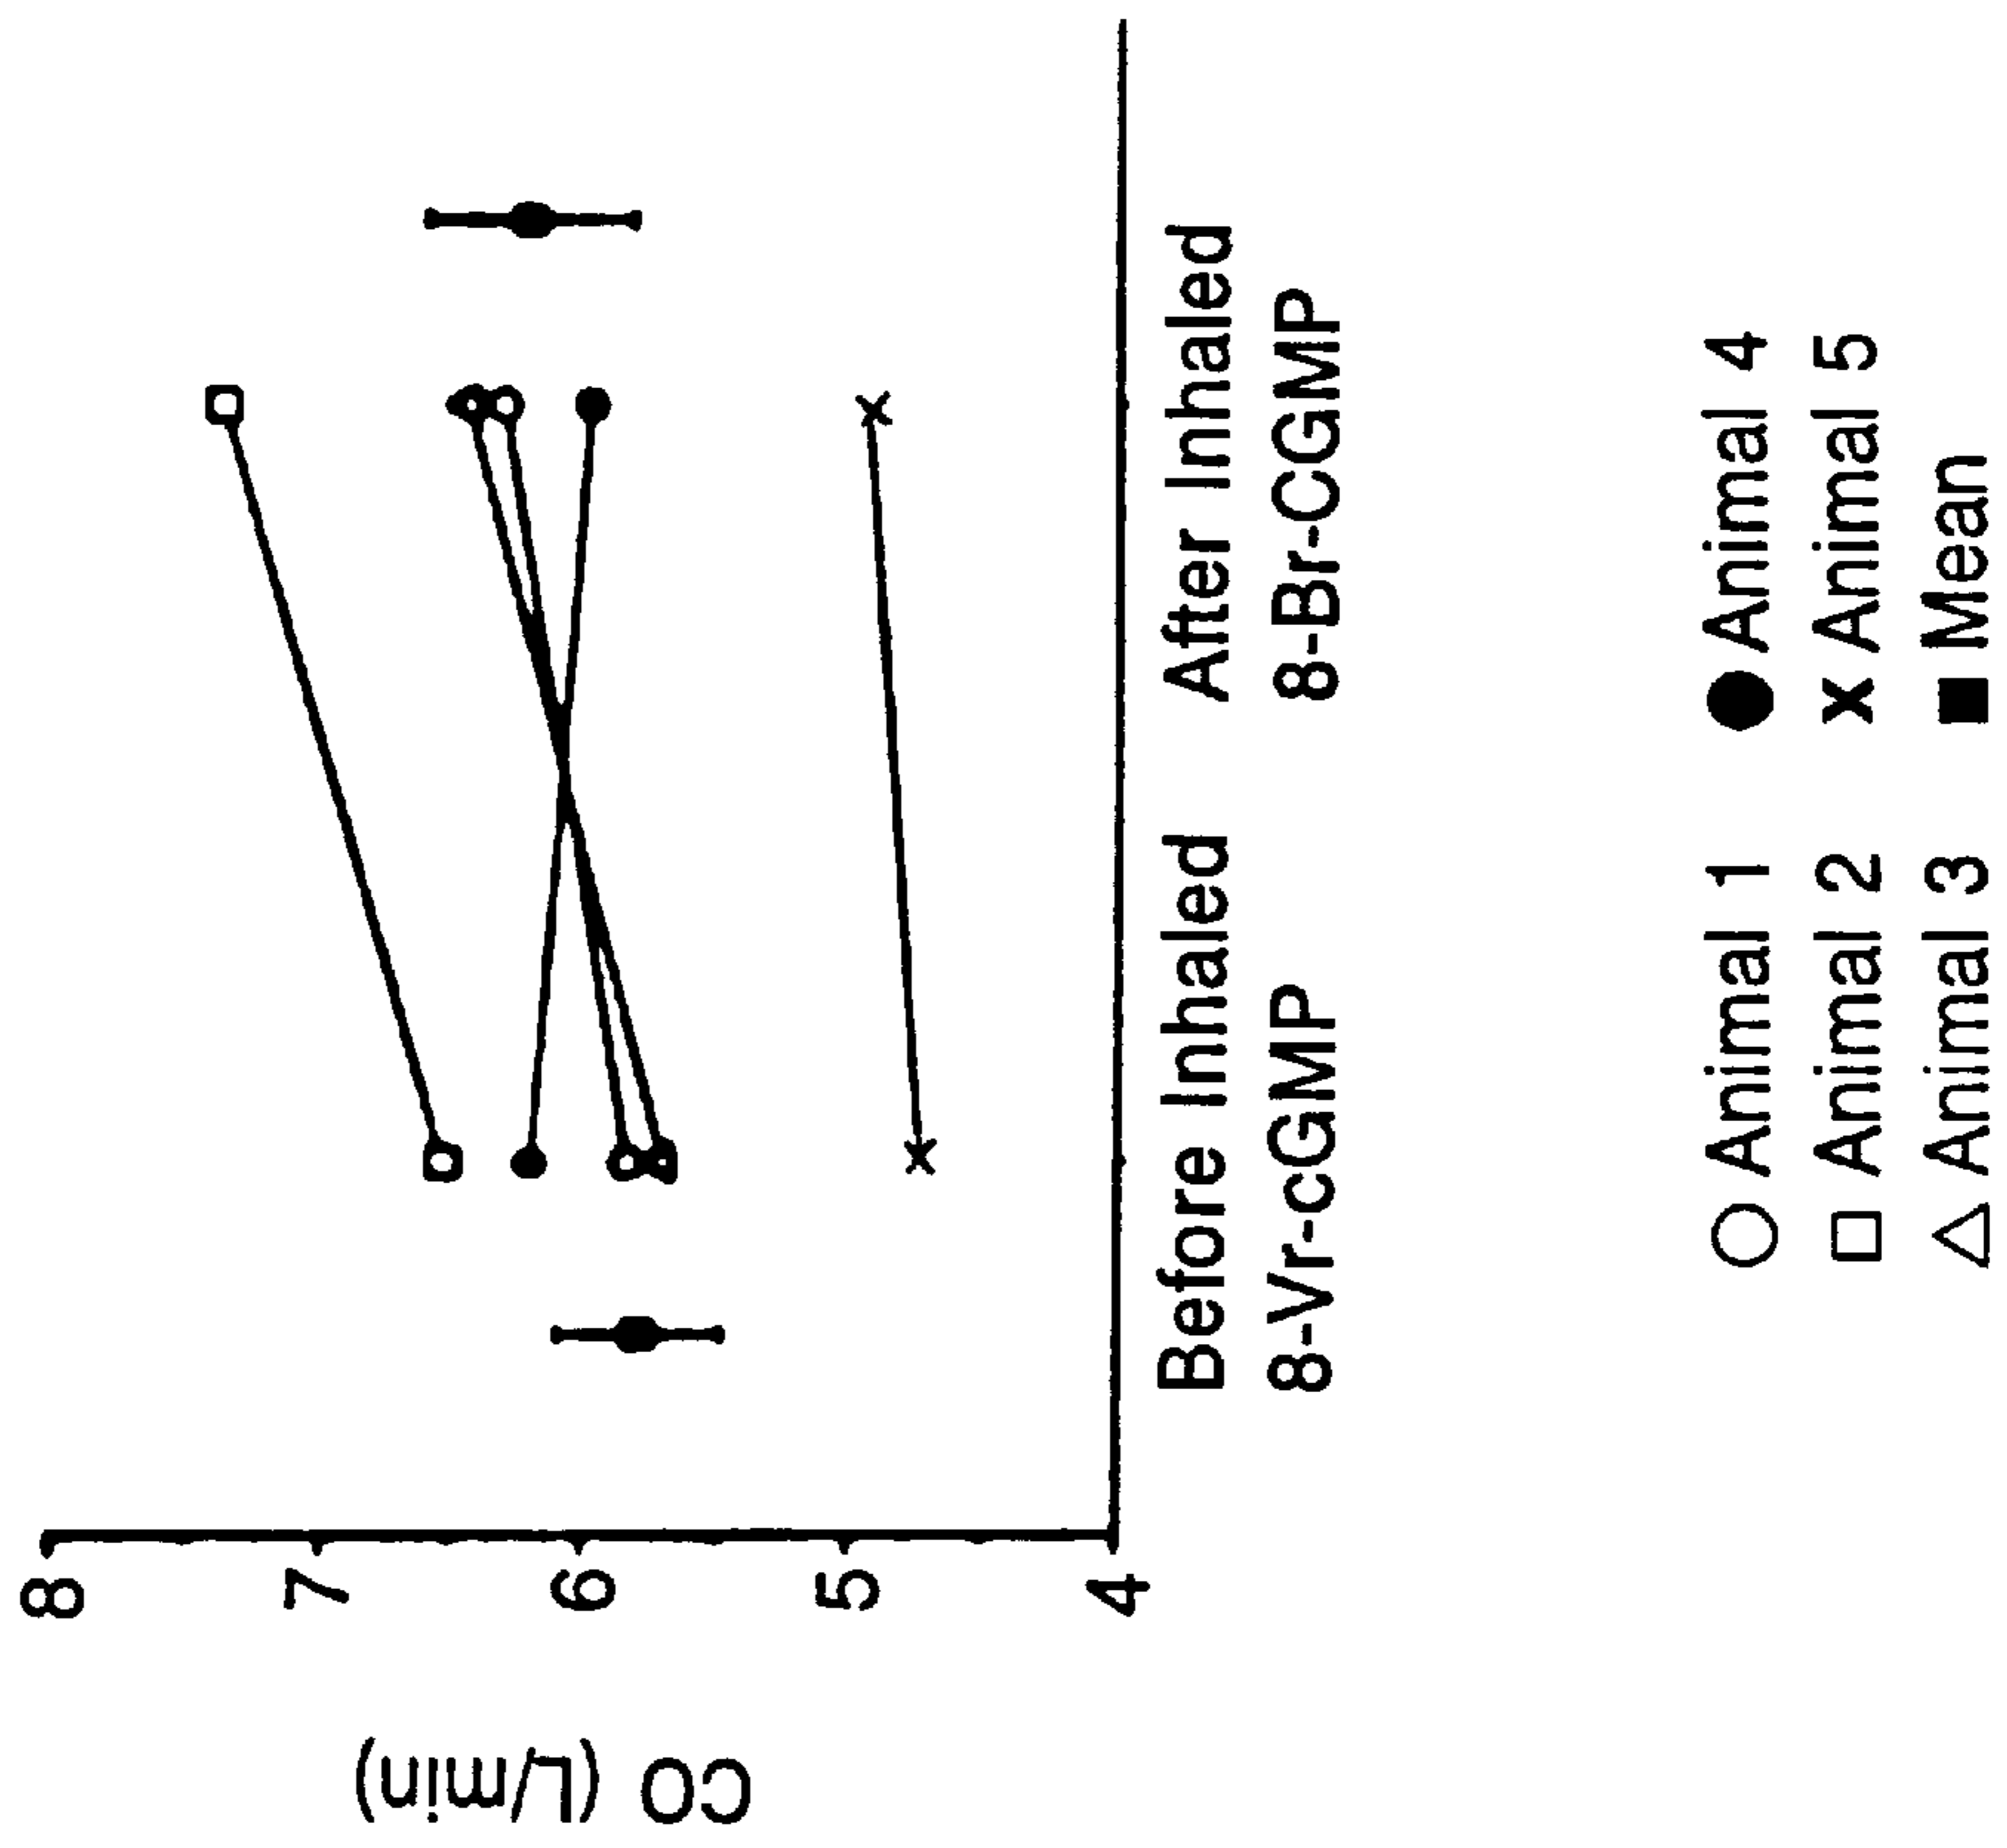 CO (L/min)
8
7
6
5
4
Before Inhaled
8-Vr-cGMP
After Inhaled
8-Br-CGMP
Animal 1
Animal 4
Animal 2
x Animal 5
Animal 3
Mean